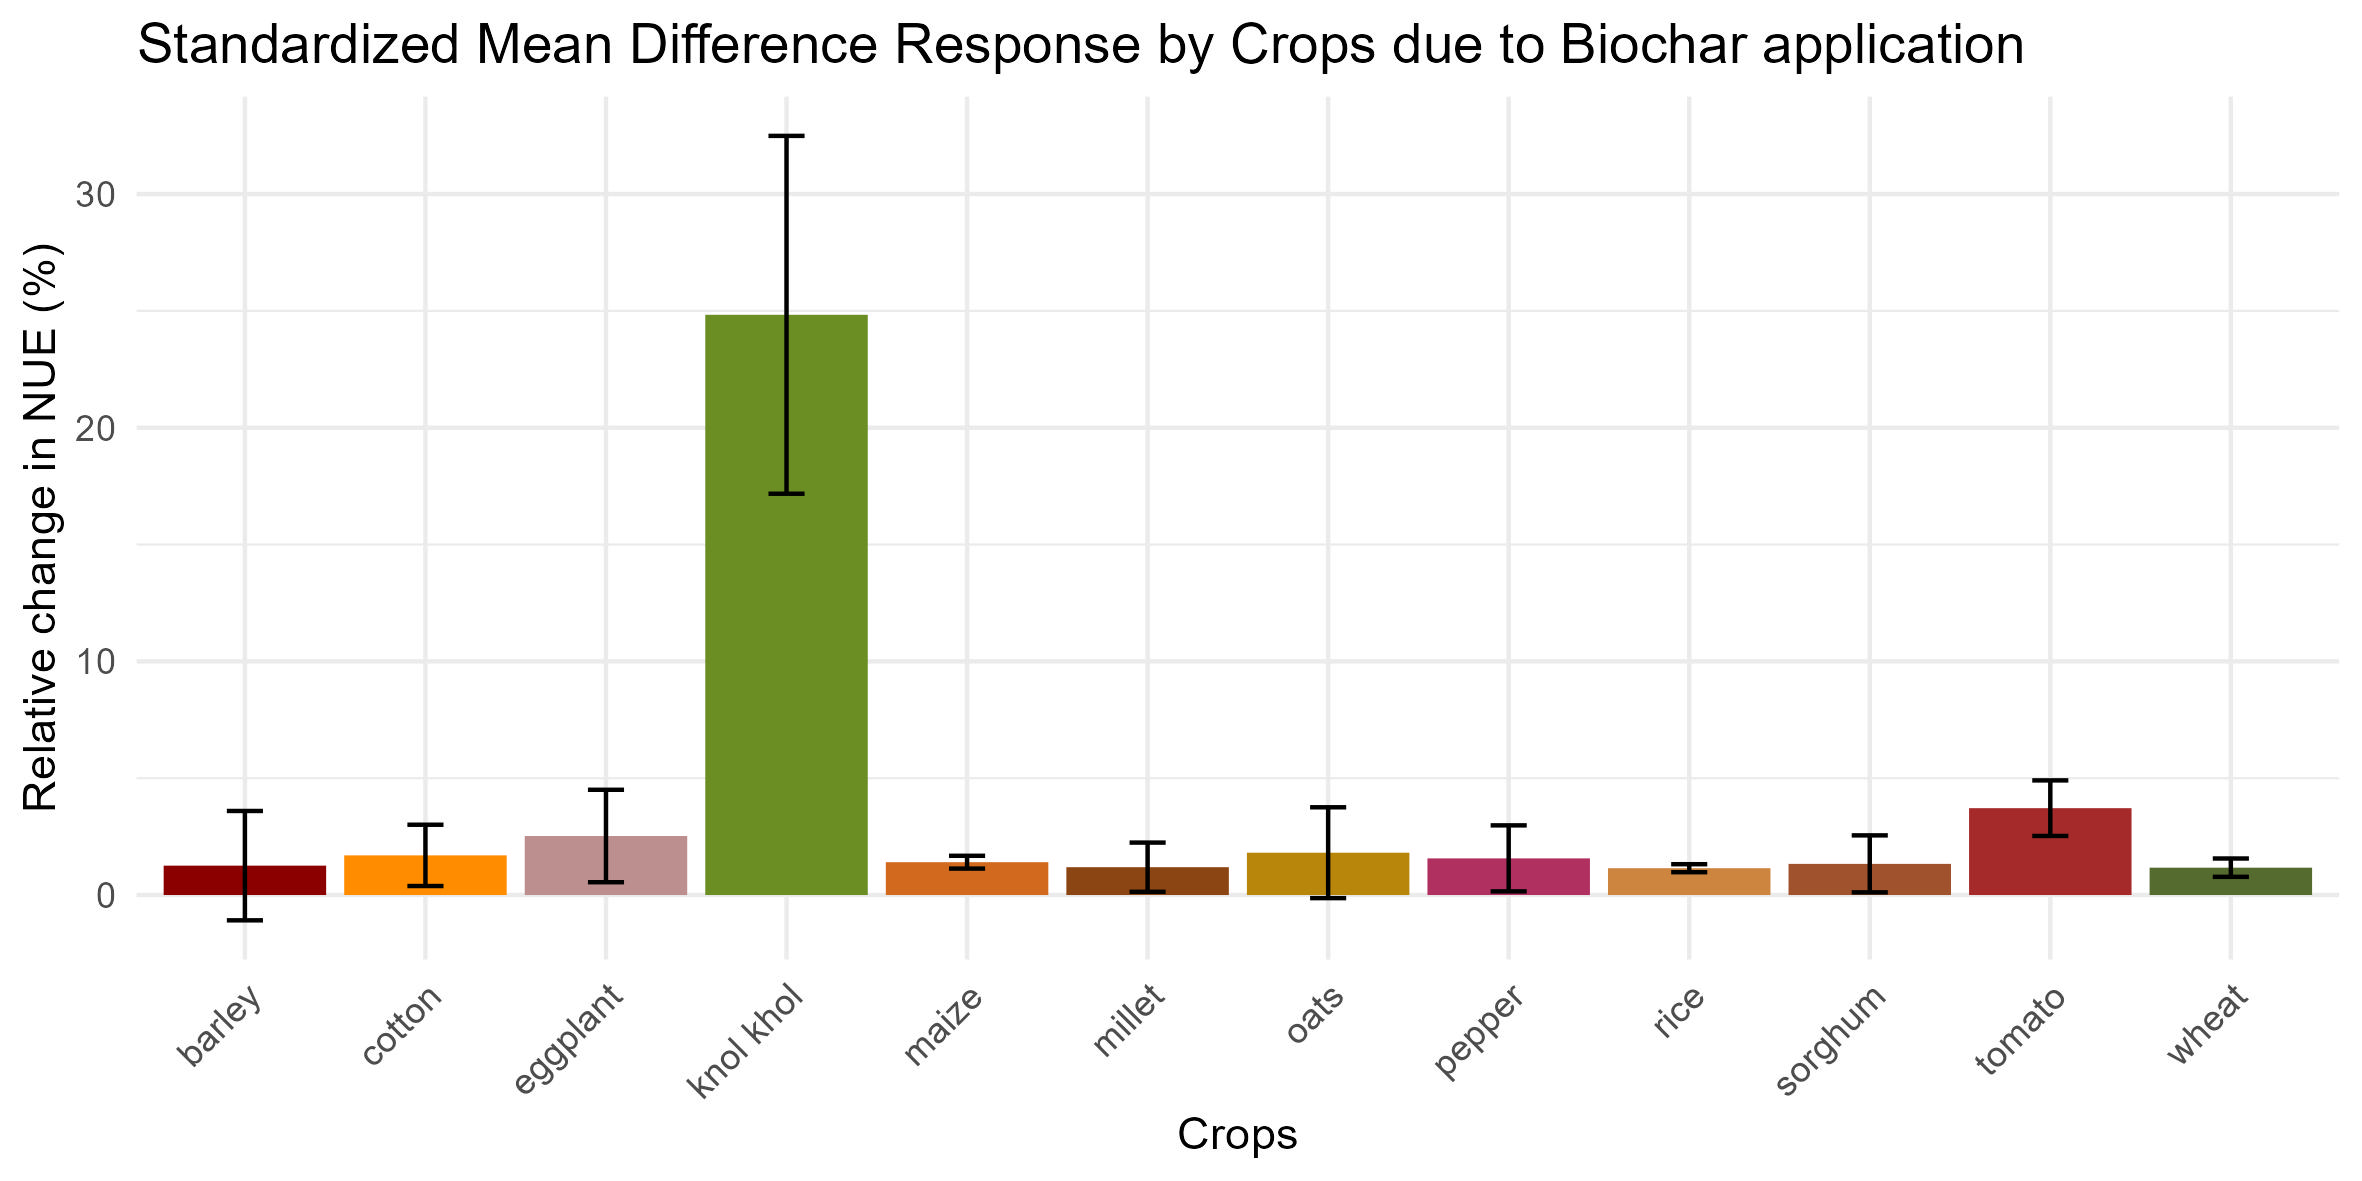 Standardized Mean Difference Response by Crops due to Biochar application
Relative change in NUE (%)
30
20
10
0
barley
cotton
eggplant
knol khol
maize
millet
oats
pepper
rice
sorghum
tomato
wheat
Crops